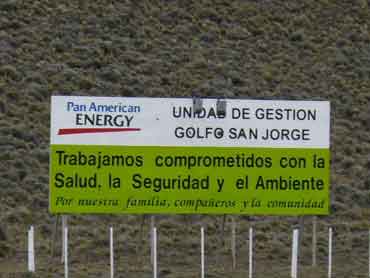 Pan American
ENERGY
UNIDAD DE GESTION
GOLFO SAN JORGE
Trabajamos comprometidos con la
Salud, la Seguridad y el Ambiente
Por nuestra familia, compañeros y la comunidad